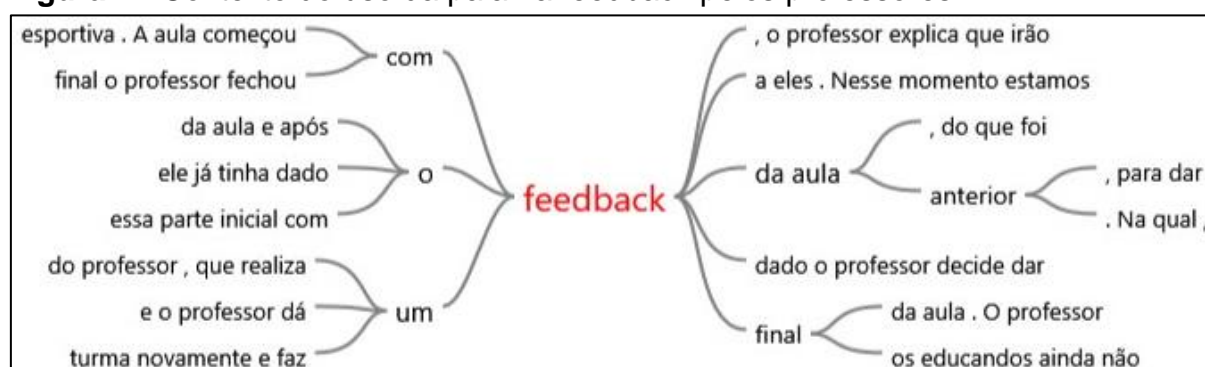 esportiva . A aula começou
final o professor fechou
com
da aula e após
ele já tinha dado
essa parte inicial com
o
do professor , que realiza
e o professor dá
turma novamente e faz
um
feedback
, o professor explica que irão
a eles . Nesse momento estamos
da aula
, do que foi
anterior
, para dar
. Na qual ,
dado o professor decide dar
final
da aula . O professor
os educandos ainda não